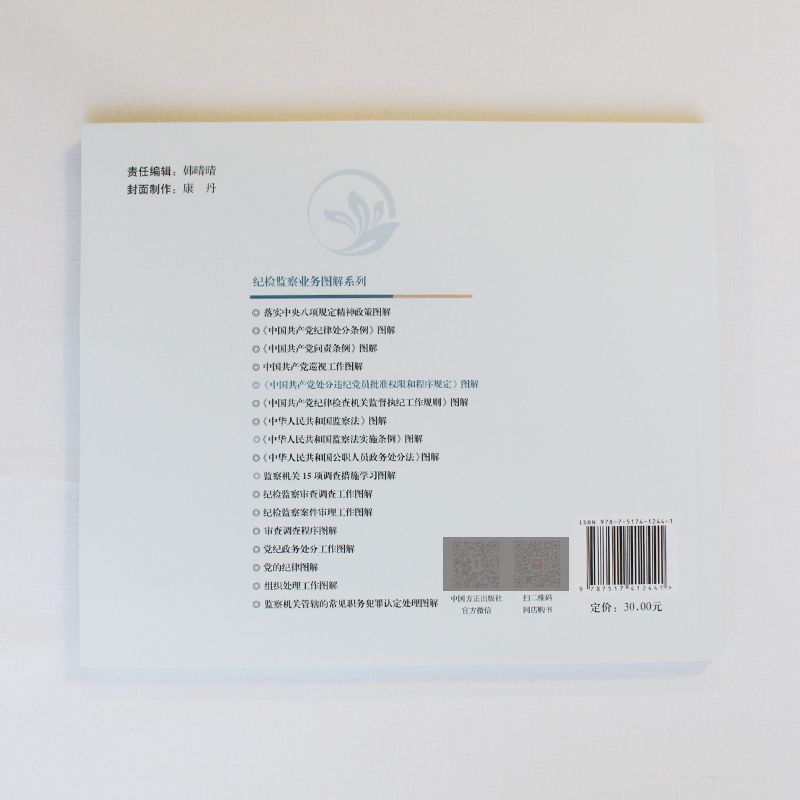 责任编辑：韩晴晴
封面制作：康　丹
纪检监察业务图解系列
◎落实中央八项规定精神政策图解
◎《中国共产党纪律处分条例》图解
◎《中国共产党问责条例》图解
◎中国共产党巡视工作图解
◎《中国共产党处分违纪党员批准权限和程序规定》图解
◎《中国共产党纪律检查机关监督执纪工作规则》图解
◎《中华人民共和国监察法》图解
◎《中华人民共和国监察法实施条例》图解
◎《中华人民共和国公职人员政务处分法》图解
◎监察机关15项调查措施学习图解
◎纪检监察审查调查工作图解
◎纪检监察案件审理工作图解
◎审查调查程序图解
◎党纪政务处分工作图解
◎党的纪律图解
◎组织处理工作图解
◎监察机关管辖的常见职务犯罪认定处理图解
中国方正出版社
官方微信
扫二维码
网店购书
ISBN 978-7-5174-1244-1
9 787517 412441 >
定价：30.00元